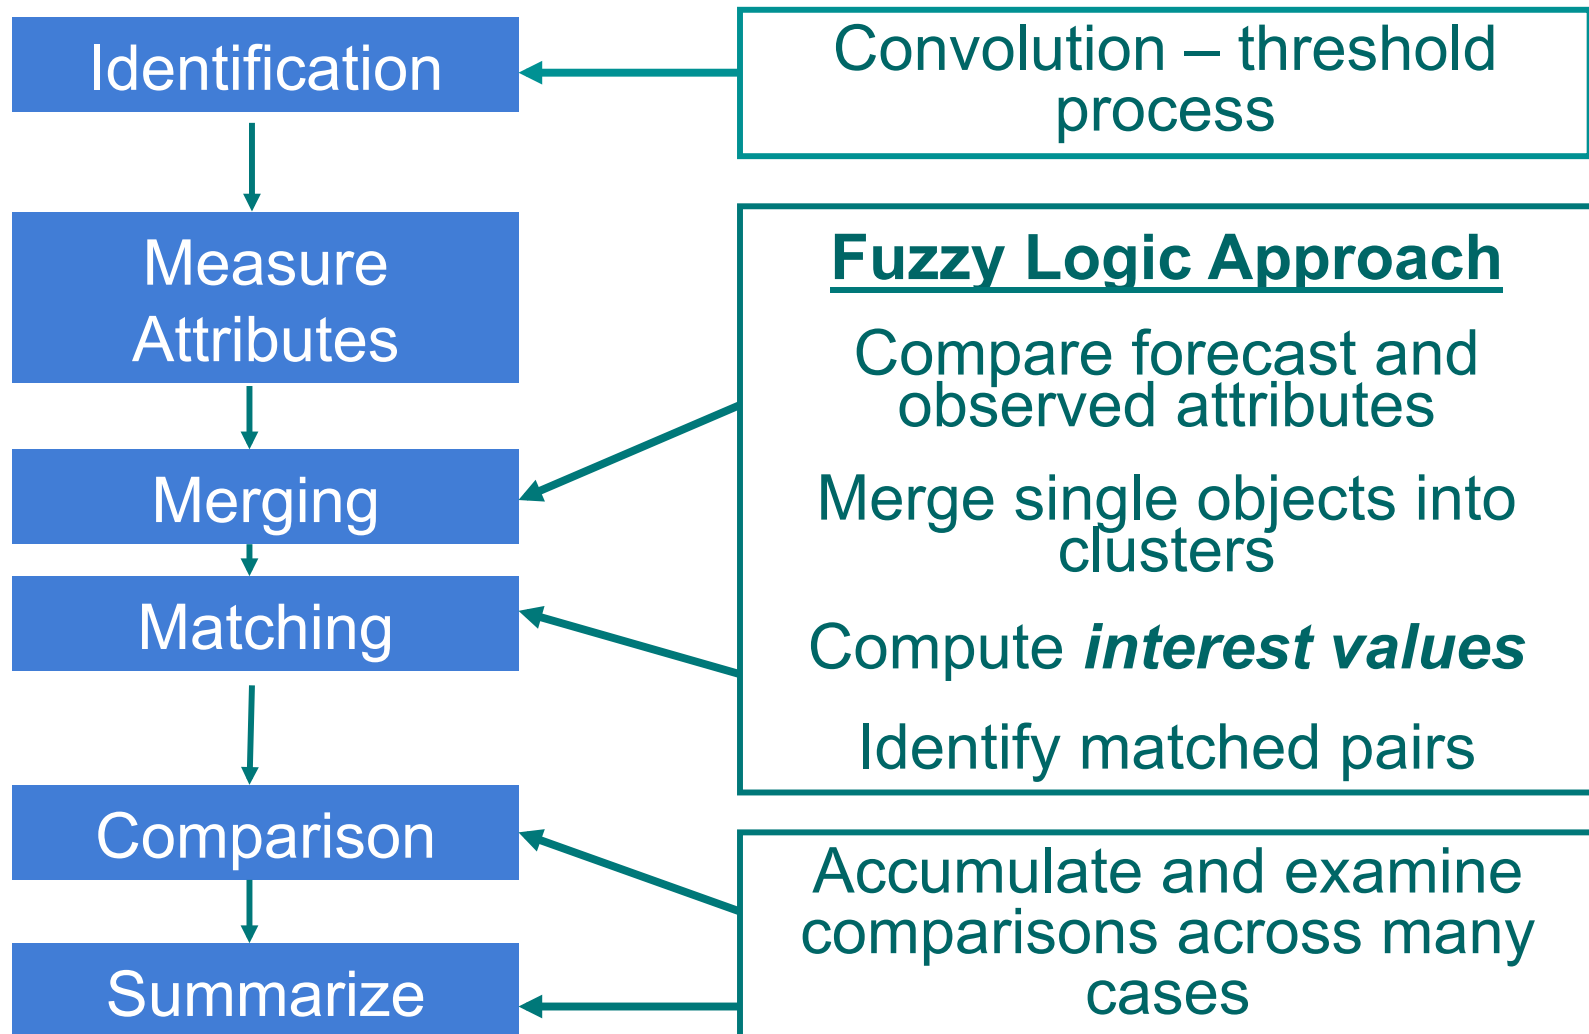 Identification
Convolution – threshold
process
Measure
Attributes
Merging
Matching
Fuzzy Logic Approach
Compare forecast and
observed attributes
Merge single objects into
clusters
Compute interest values
Identify matched pairs
Comparison
Summarize
Accumulate and examine
comparisons across many
cases